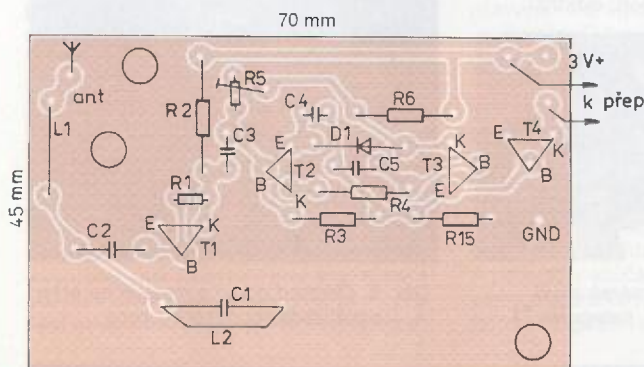 70 mm
45 mm
ant
L1
R2
R5
C4
R6
3 V+
k přep
C3
D1
C5
E
T2
B
K
K
T3
B
E
E
T4
K
B
R1
R4
R3
R15
GND
C2
E
K
T1
B
C1
L2